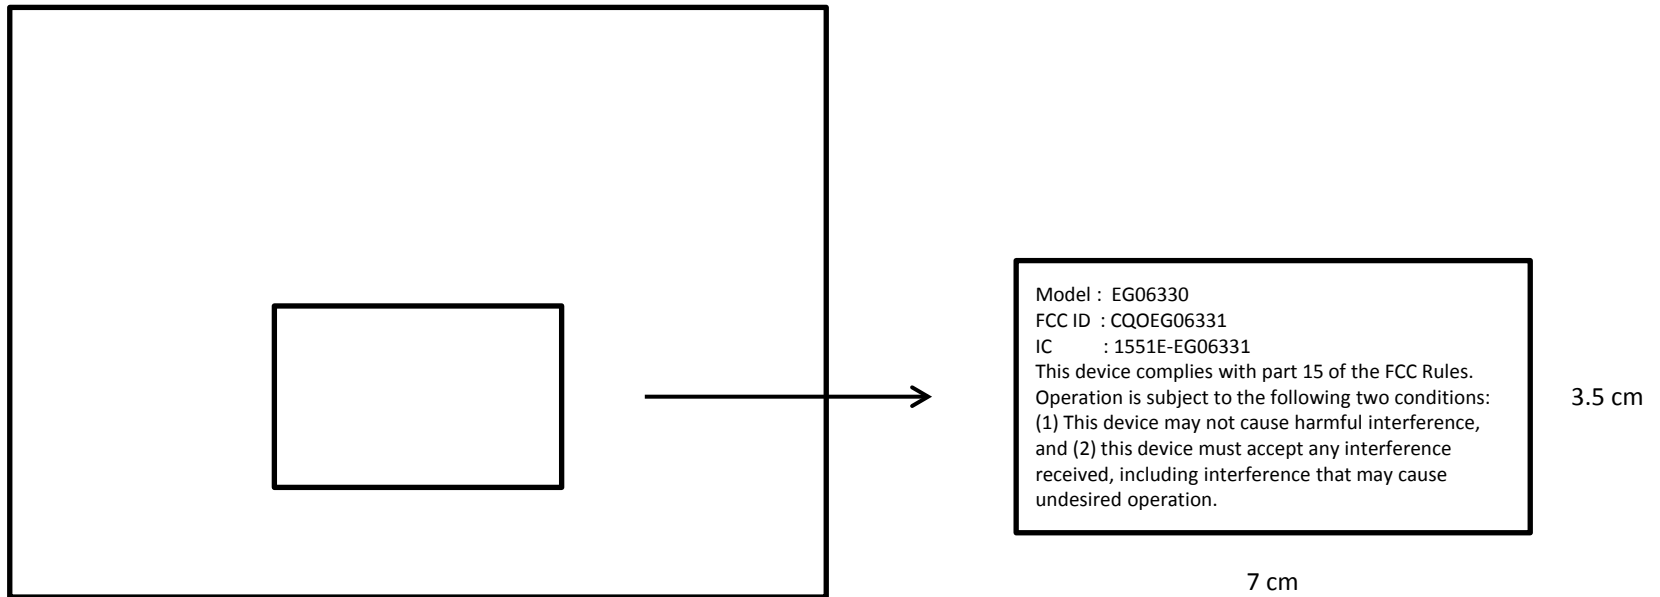 Model :  EG06330
FCC ID  : CQOEG06331
IC         : 1551E-EG06331
This device complies with part 15 of the FCC Rules.
Operation is subject to the following two conditions:
(1) This device may not cause harmful interference,
and (2) this device must accept any interference
received, including interference that may cause
undesired operation.
3.5 cm
7 cm